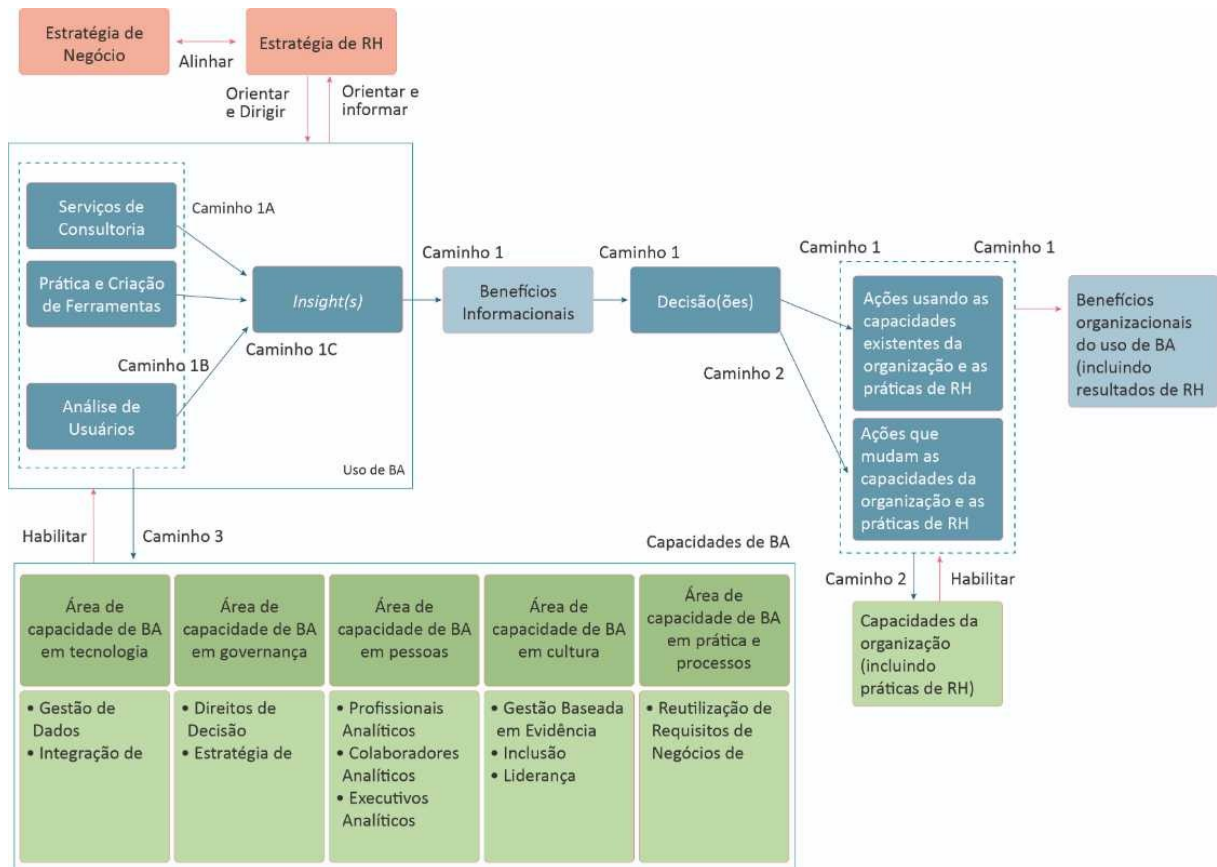 Estratégia de
Negócio
Alinhar
Estratégia de RH
Orientar
e Dirigir
Orientar e
informar
Serviços de
Consultoria
Prática e Criação
de Ferramentas
Análise de
Usuários
Caminho 1A
Caminho 1B
Caminho 1C
Insight(s)
Uso de BA
Caminho 1
Benefícios
Informacionais
Caminho 1
Decisão(ões)
Caminho 1
Caminho 2
Ações usando as
capacidades
existentes da
organização e as
práticas de RH
Ações que
mudam as
capacidades da
organização e as
práticas de RH
Caminho 1
Benefícios
organizacionais
do uso de BA
(incluindo
resultados de RH
Caminho 2
Habilitar
Capacidades da
organização
(incluindo
práticas de RH)
Habilitar
Caminho 3
Capacidades de BA
Área de
capacidade de BA
em tecnologia
• Gestão de
Dados
• Integração de
Área de
capacidade de BA
em governança
• Direitos de
Decisão
• Estratégia de
Área de
capacidade de BA
em pessoas
• Profissionais
Analíticos
• Colaboradores
Analíticos
• Executivos
Analíticos
Área de
capacidade de BA
em cultura
• Gestão Baseada
em Evidência
• Inclusão
• Liderança
Área de
capacidade de BA
em prática e
processos
• Reutilização de
Requisitos de
Negócios de